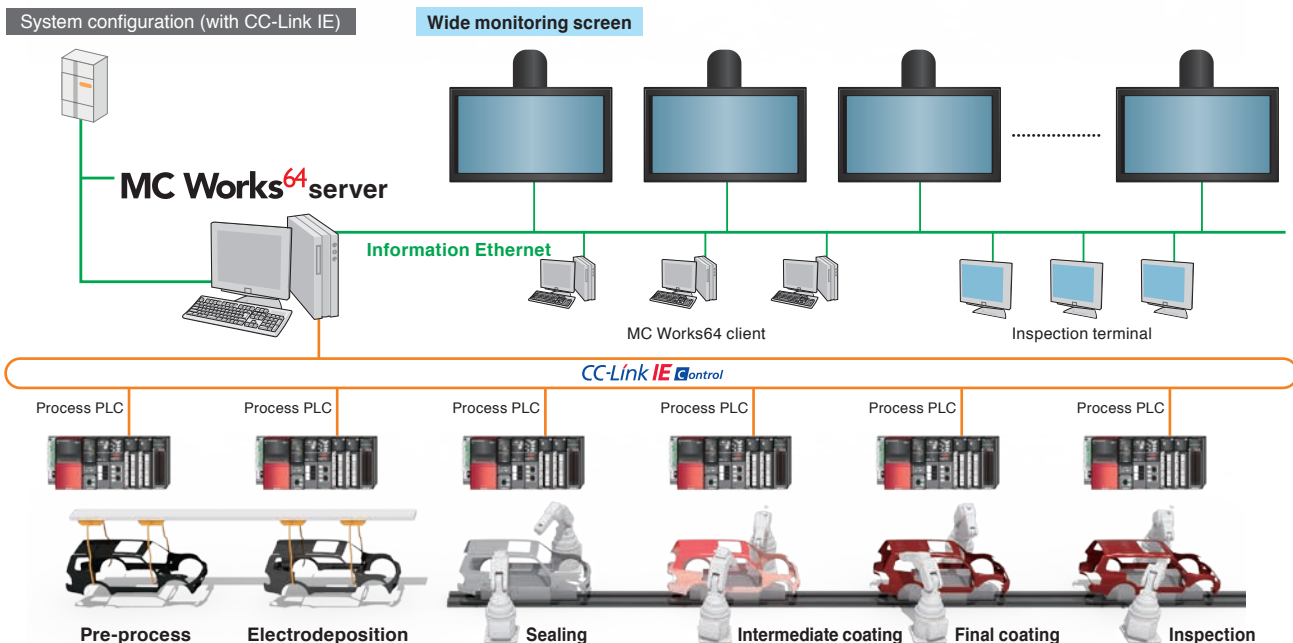 System configuration (with CC-Link IE)
Wide monitoring screen
MC Works64 server
Information Ethernet
MC Works64 client
Inspection terminal
CC-Link IE Control
Process PLC
Process PLC
Process PLC
Process PLC
Process PLC
Process PLC
Pre-process
Electrodeposition
Sealing
Intermediate coating
Final coating
Inspection